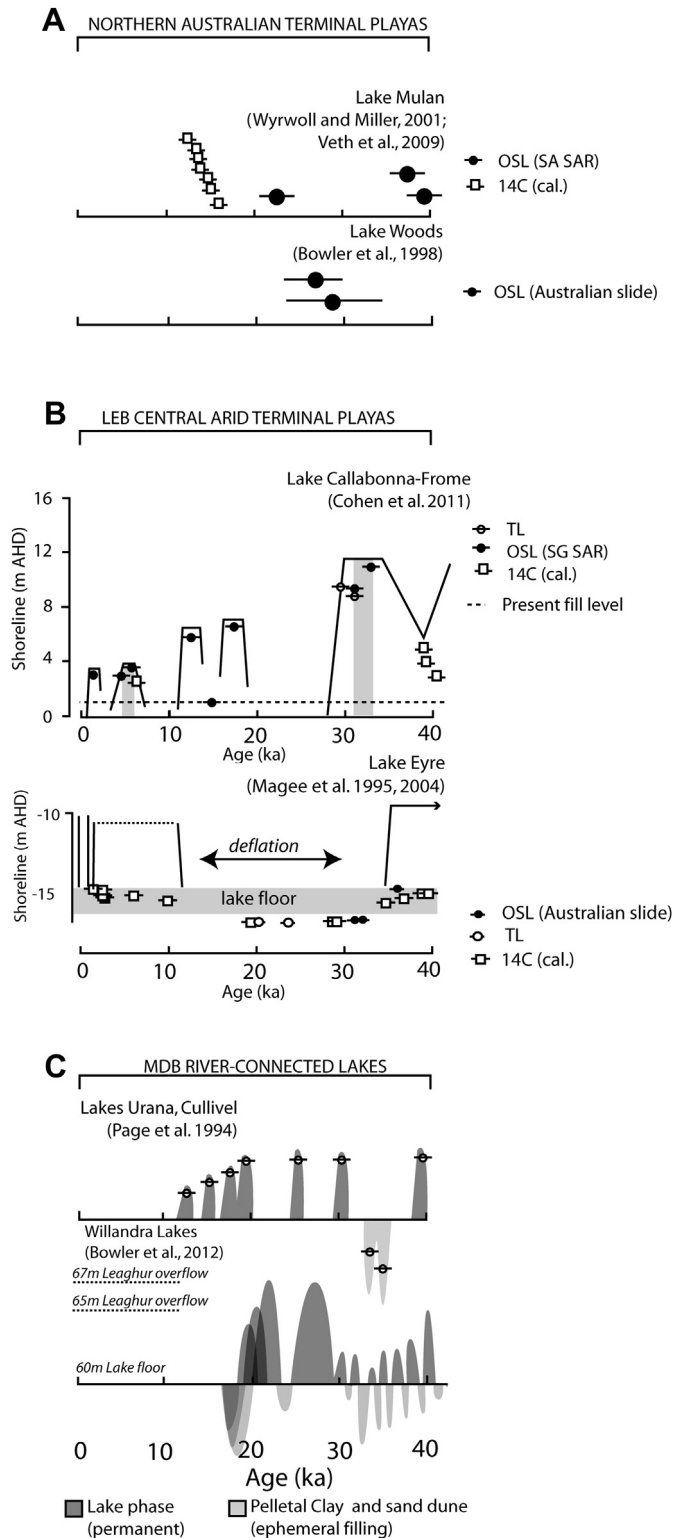 A
NORTHERN AUSTRALIAN TERMINAL PLAYAS
Lake Mulan
(Wyrwoll and Miller, 2001;
Veth et al., 2009)
OSL (SA SAR)
14C (cal.)
Lake Woods
(Bowler et al., 1998)
OSL (Australian slide)
B
LEB CENTRAL ARID TERMINAL PLAYAS
Lake Callabonna-Frome
(Cohen et al. 2011)
TL
OSL (SG SAR)
14C (cal.)
Present fill level
Shoreline (m AHD)
16
12
8
4
0
0 10 20 30 40
Age (ka)
Lake Eyre
(Magee et al. 1995, 2004)
Shoreline (m AHD)
-10
-15
deflation
lake floor
OSL (Australian slide)
TL
14C (cal.)
0 10 20 30 40
Age (ka)
C
MDB RIVER-CONNECTED LAKES
Lakes Urana, Cullivel
(Page et al. 1994)
Willandra Lakes
(Bowler et al., 2012)
67m Leaghur overflow
65m Leaghur overflow
60m Lake floor
0 10 20 30 40
Age (ka)
Lake phase
(permanent)
Pelletal Clay and sand dune
(ephemeral filling)